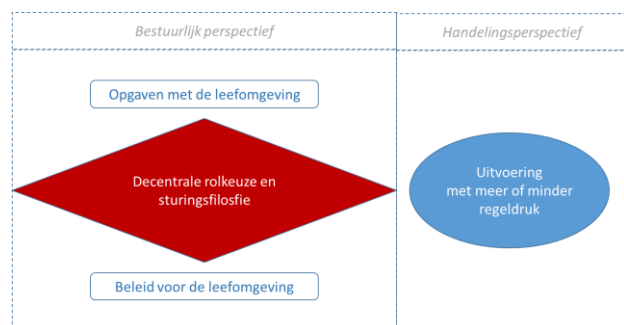 Bestuurlijk perspectief
Handelingsperspectief
Opgaven met de leefomgeving
Decentrale rolkeuze en
sturingsfilosfie
Uitvoering
met meer of minder
regeldruk
Beleid voor de leefomgeving